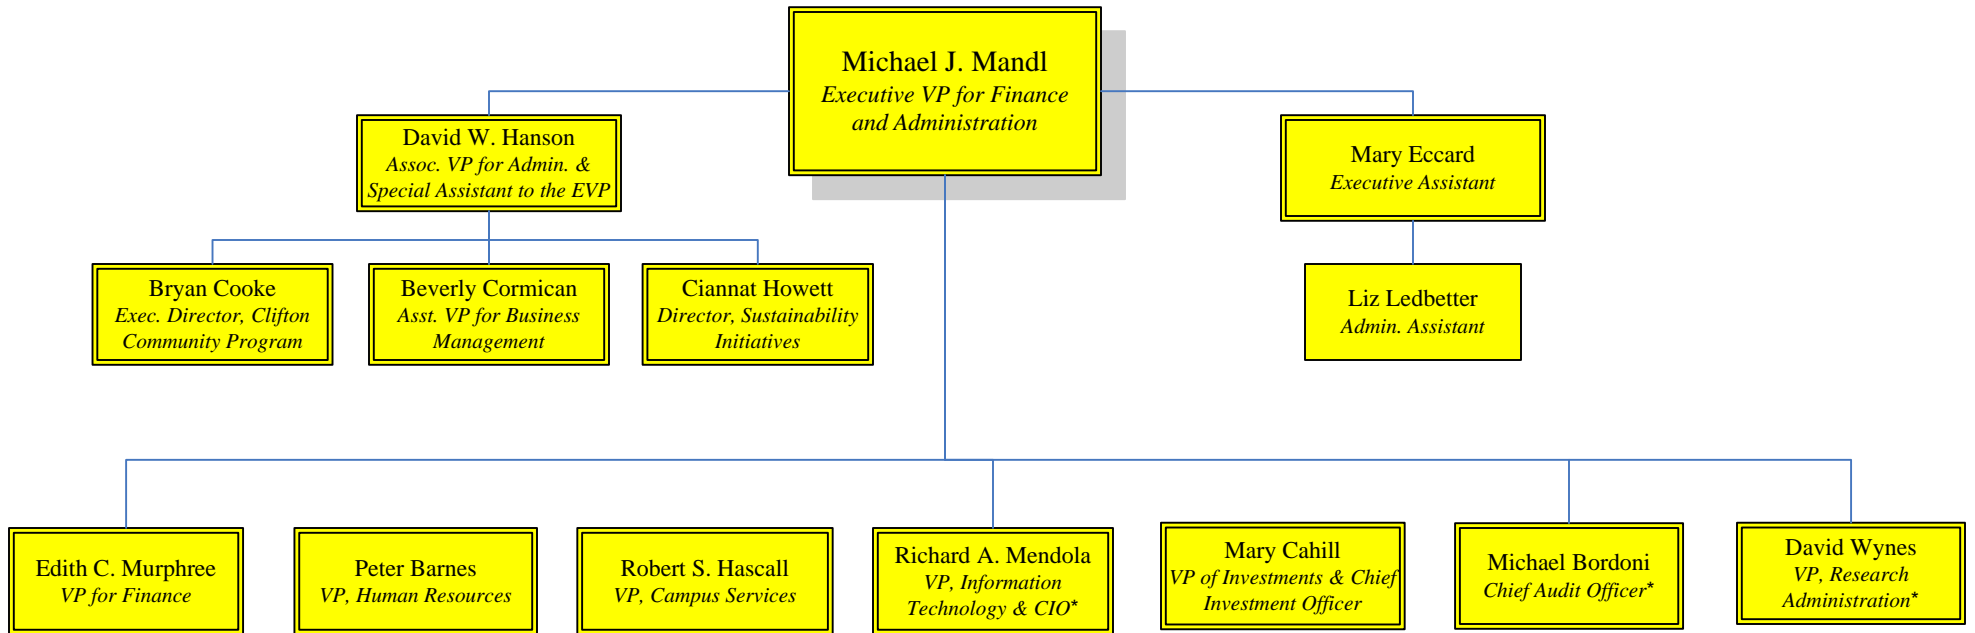 Michael J. Mandl
Executive VP for Finance
and Administration
David W. Hanson
Assoc. VP for Admin. &
Special Assistant to the EVP
Mary Eccard
Executive Assistant
Bryan Cooke
Exec. Director, Clifton
Community Program
Beverly Cormican
Asst. VP for Business
Management
Ciannat Howett
Director, Sustainability
Initiatives
Liz Ledbetter
Admin. Assistant
Edith C. Murphree
VP for Finance
Peter Barnes
VP, Human Resources
Robert S. Hascall
VP, Campus Services
Richard A. Mendola
VP, Information
Technology & CIO*
Mary Cahill
VP of Investments & Chief
Investment Officer
Michael Bordoni
Chief Audit Officer*
David Wynes
VP, Research
Administration*